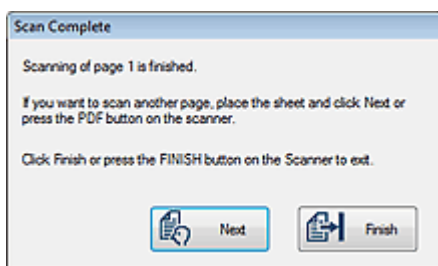 Scan Complete
Scanning of page 1 is finished.
If you want to scan another page, place the sheet and click Next or
press the PDF button on the scanner.
Click Finish or press the FINISH button on the Scanner to exit.
Next Finish